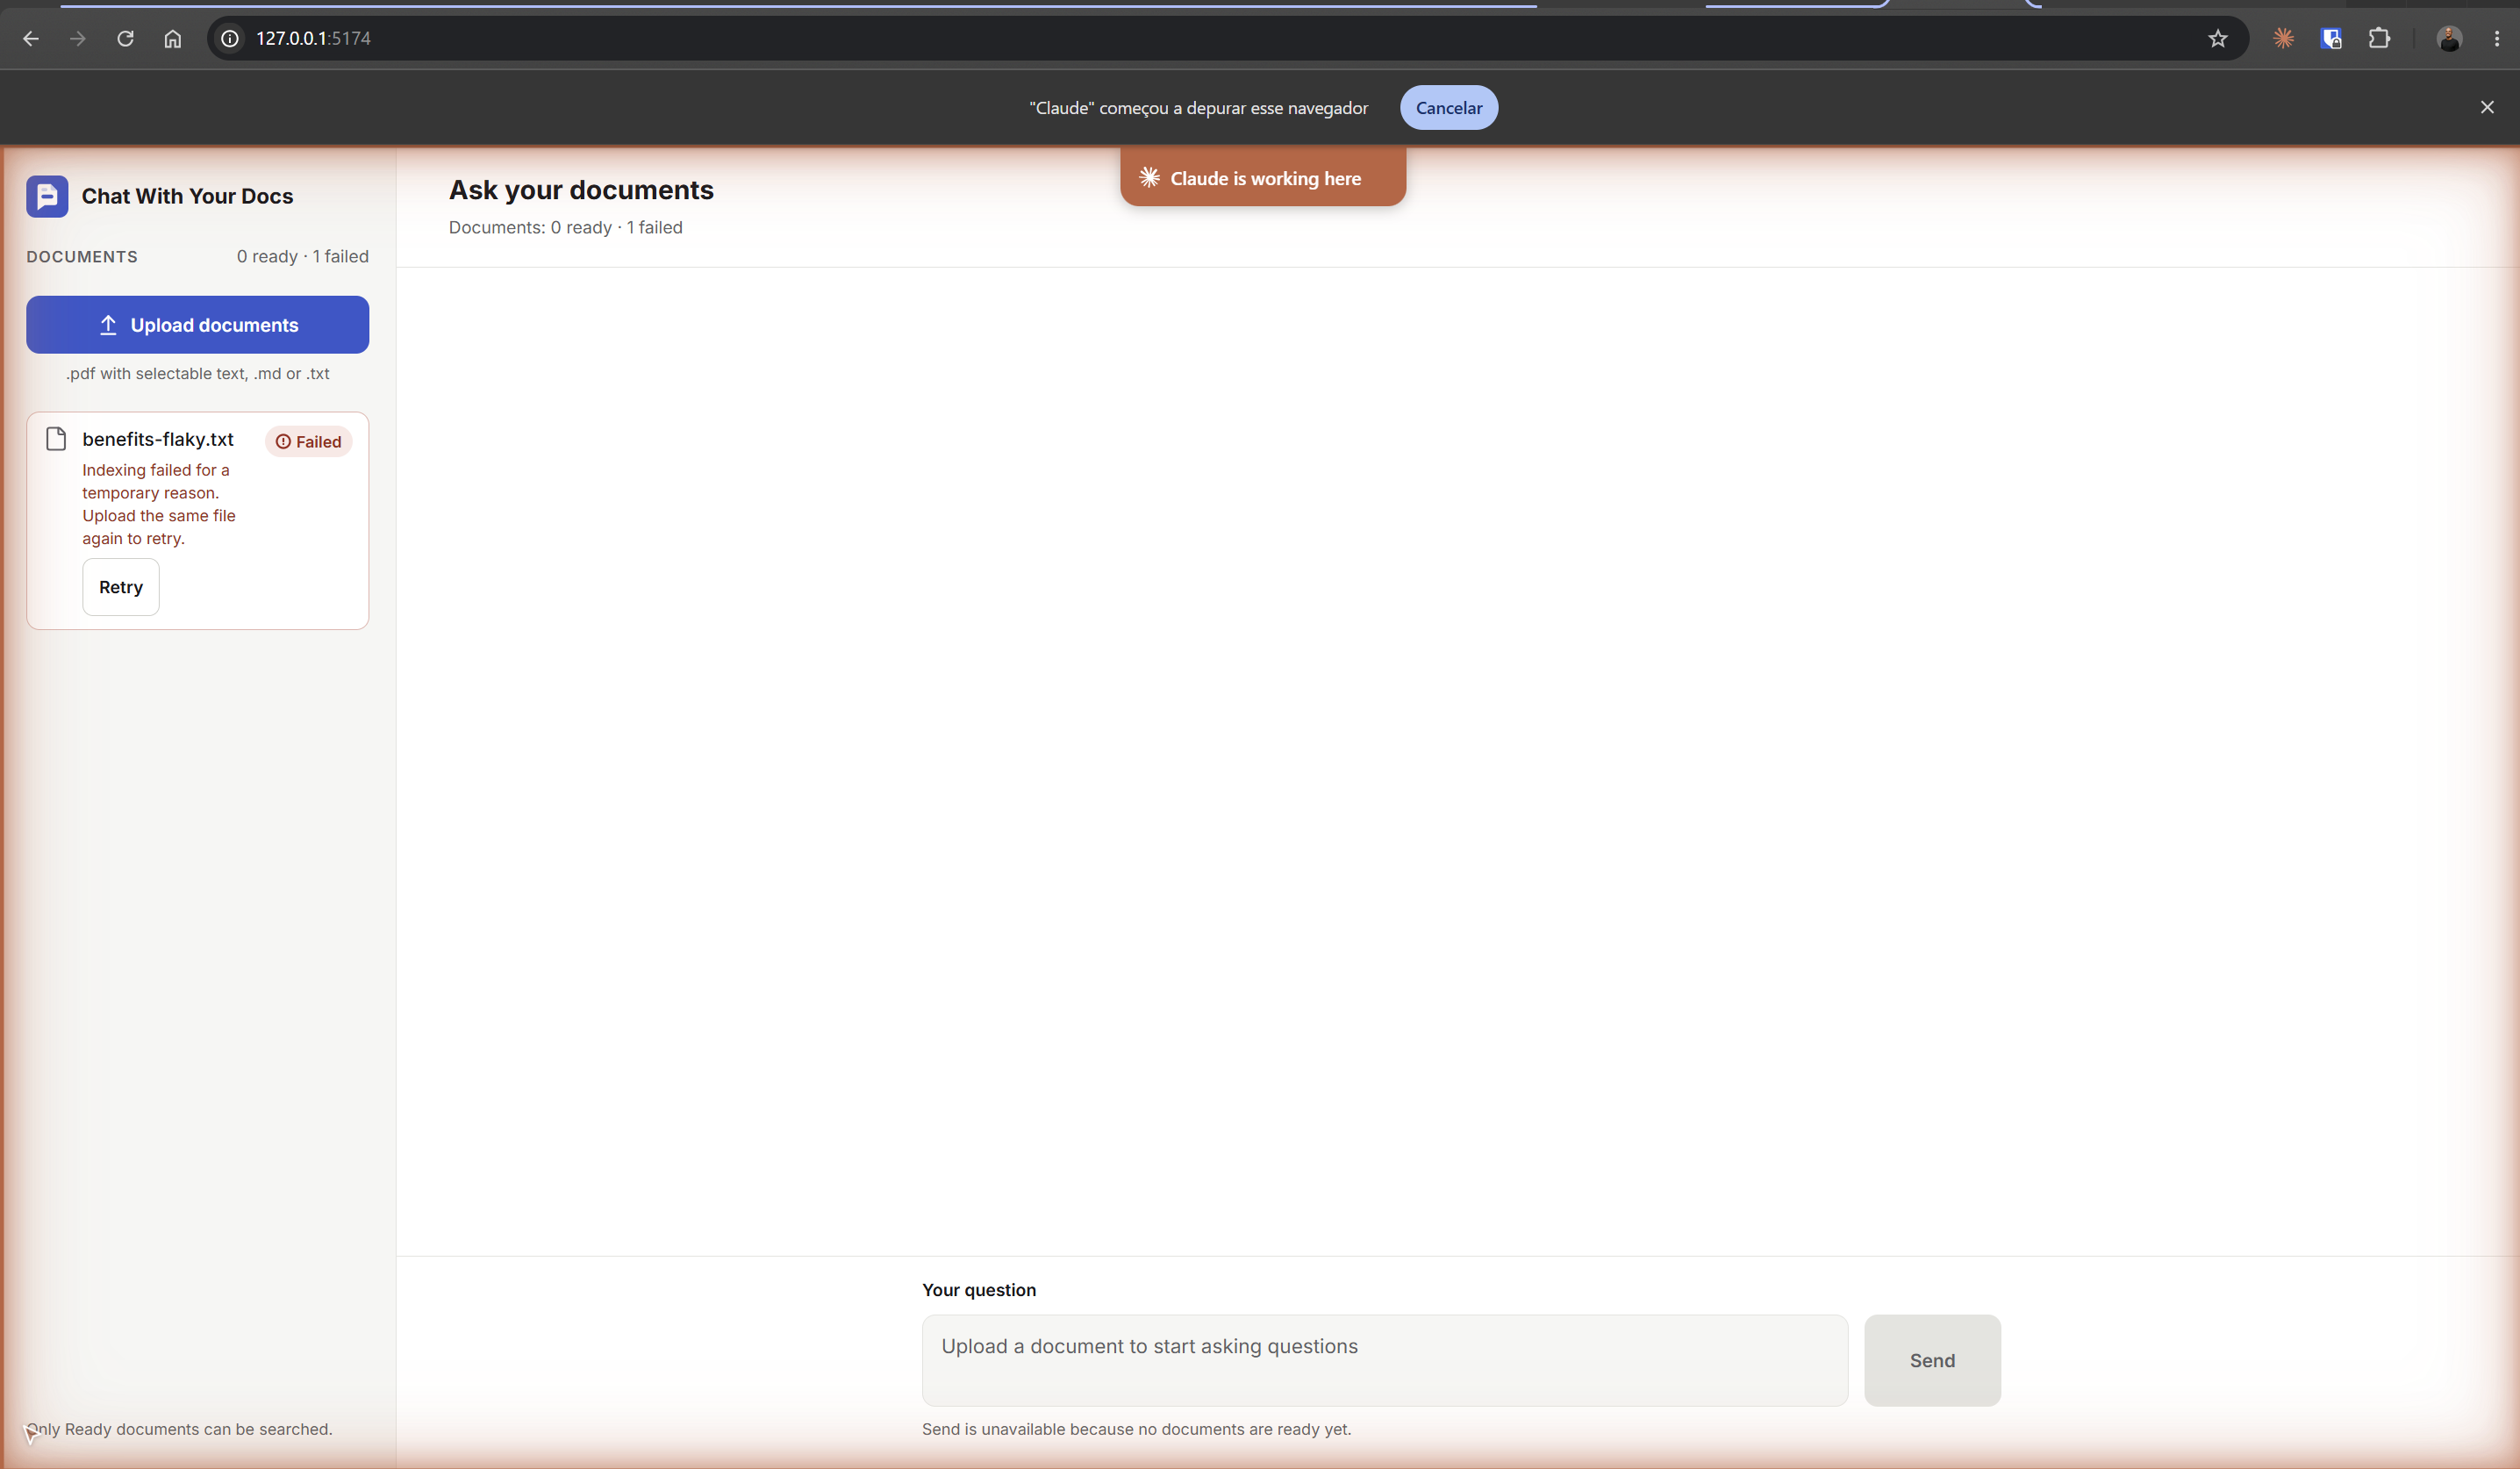 127.0.0.1:5174
"Claude" começou a depurar esse navegador
Cancelar
Claude is working here
Chat With Your Docs
DOCUMENTS
0 ready · 1 failed
Upload documents
.pdf with selectable text, .md or .txt
benefits-flaky.txt
Failed
Indexing failed for a
temporary reason.
Upload the same file
again to retry.
Retry
Only Ready documents can be searched.
Ask your documents
Documents: 0 ready · 1 failed
Your question
Upload a document to start asking questions
Send
Send is unavailable because no documents are ready yet.